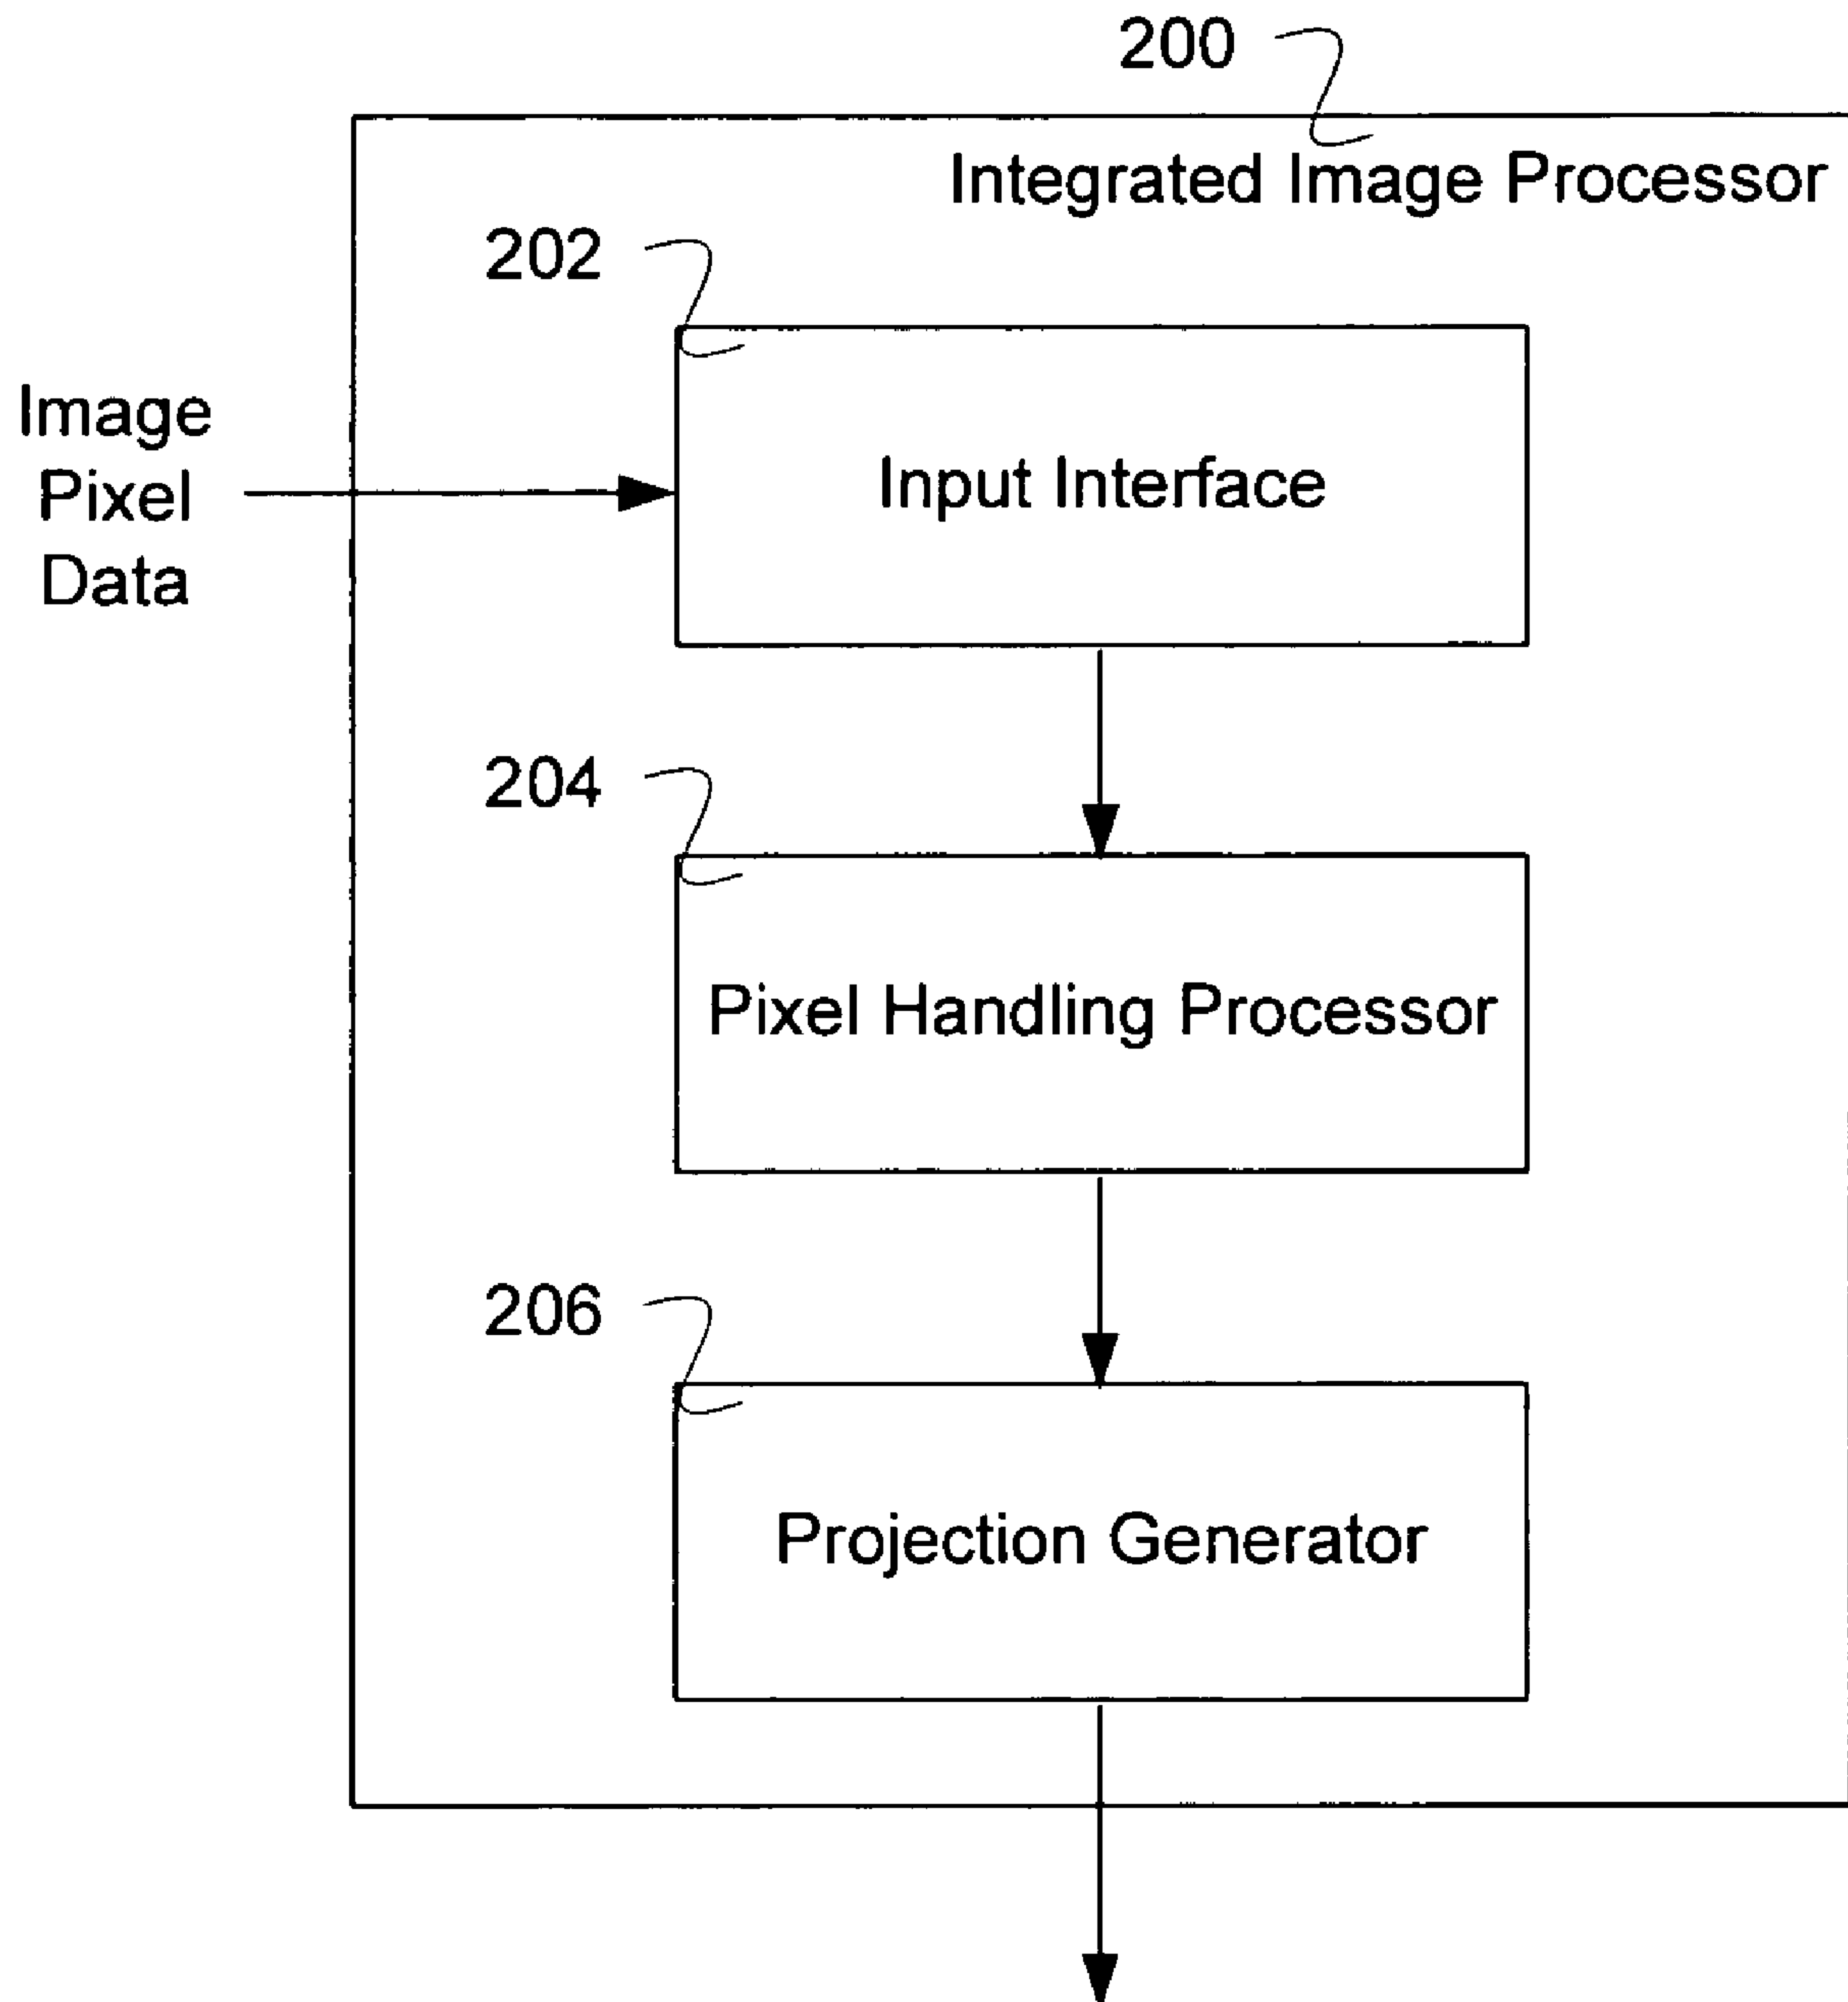 200
Integrated Image Processor
202
Image
Pixel
Data
Input Interface
204
Pixel Handling Processor
206
Projection Generator